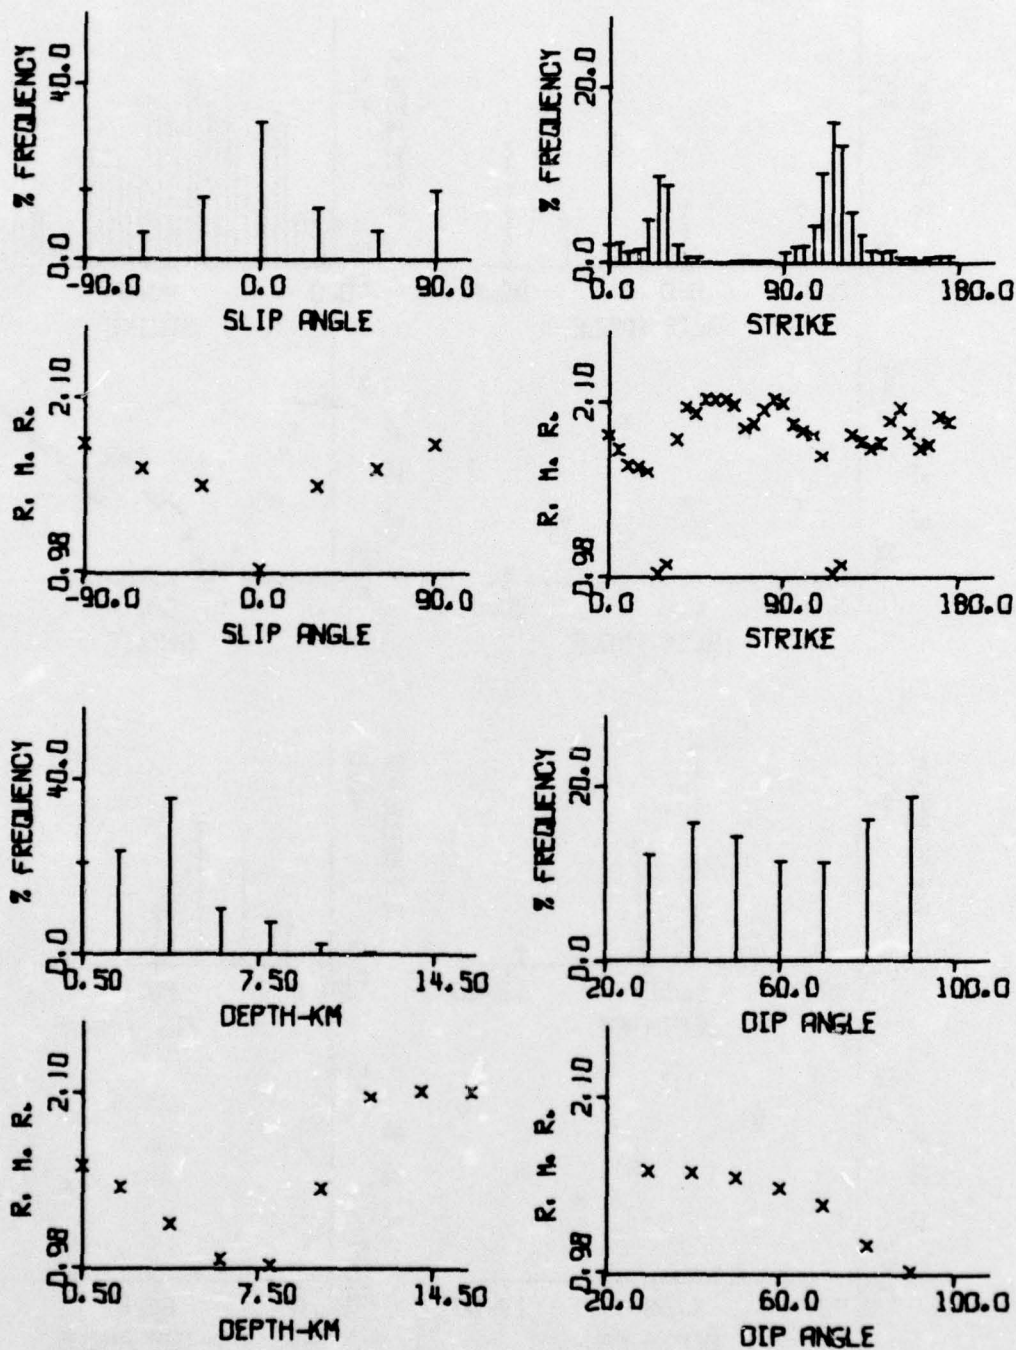 % FREQUENCY
40.0
0.0
-90.0 0.0 90.0
SLIP ANGLE
% FREQUENCY
20.0
0.0
0.0 90.0 180.0
STRIKE
R. M. R.
2.10
0.98
-90.0 0.0 90.0
SLIP ANGLE
R. M. R.
2.10
0.98
0.0 90.0 180.0
STRIKE
% FREQUENCY
40.0
0.0
0.50 7.50 14.50
DEPTH-KM
% FREQUENCY
20.0
0.0
20.0 60.0 100.0
DIP ANGLE
R. M. R.
2.10
0.98
0.50 7.50 14.50
DEPTH-KM
R. M. R.
2.10
0.98
20.0 60.0 100.0
DIP ANGLE